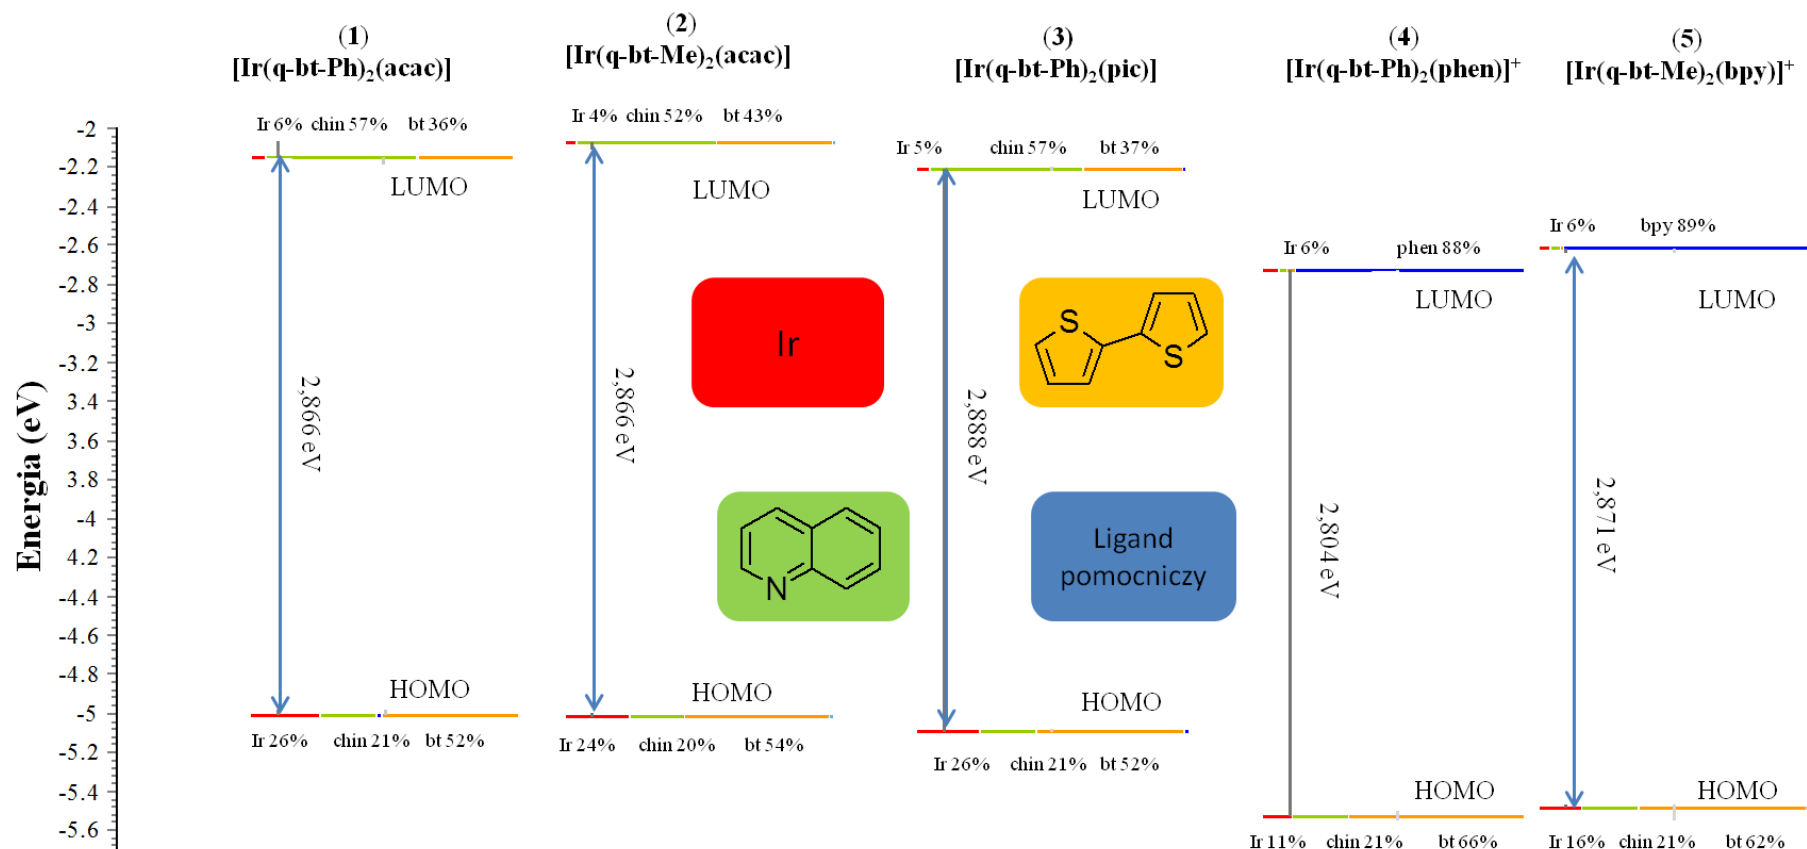 (1)
[Ir(q-bt-Ph)₂(acac)]
(2)
[Ir(q-bt-Me)₂(acac)]
(3)
[Ir(q-bt-Ph)₂(pic)]
(4)
[Ir(q-bt-Ph)₂(phen)]⁺
(5)
[Ir(q-bt-Me)₂(bpy)]⁺
Energia (eV)
-2
-2.2
-2.4
-2.6
-2.8
-3
-3.2
-3.4
-3.6
-3.8
-4
-4.2
-4.4
-4.6
-4.8
-5
-5.2
-5.4
-5.6
Ir 6% chin 57% bt 36%
LUMO
2,866 eV
HOMO
Ir 26% chin 21% bt 52%
Ir 4% chin 52% bt 43%
LUMO
2,866 eV
HOMO
Ir 24% chin 20% bt 54%
Ir 5% chin 57% bt 37%
LUMO
2,888 eV
HOMO
Ir 26% chin 21% bt 52%
Ir 6% phen 88%
LUMO
2,804 eV
HOMO
Ir 11% chin 21% bt 66%
Ir 6% bpy 89%
LUMO
2,871 eV
HOMO
Ir 16% chin 21% bt 62%
Ir
S
S
N
Ligand
pomocniczy